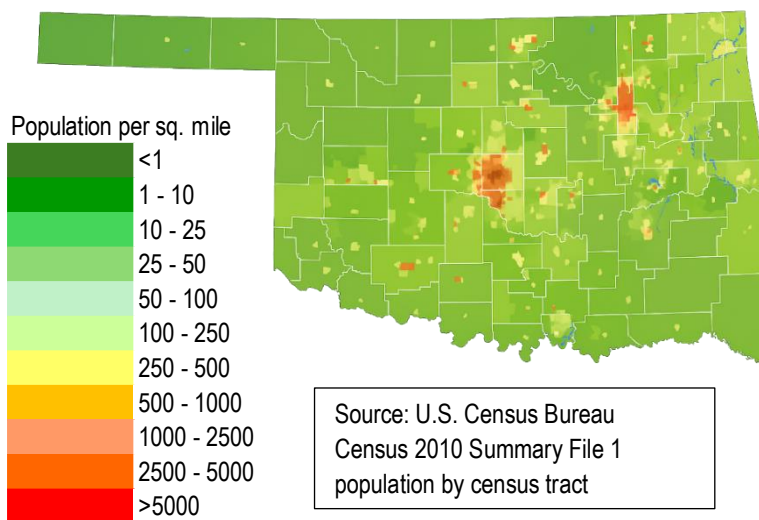 Population per sq. mile
<1
1 - 10
10 - 25
25 - 50
50 - 100
100 - 250
250 - 500
500 - 1000
1000 - 2500
2500 - 5000
>5000
Source: U.S. Census Bureau
Census 2010 Summary File 1
population by census tract